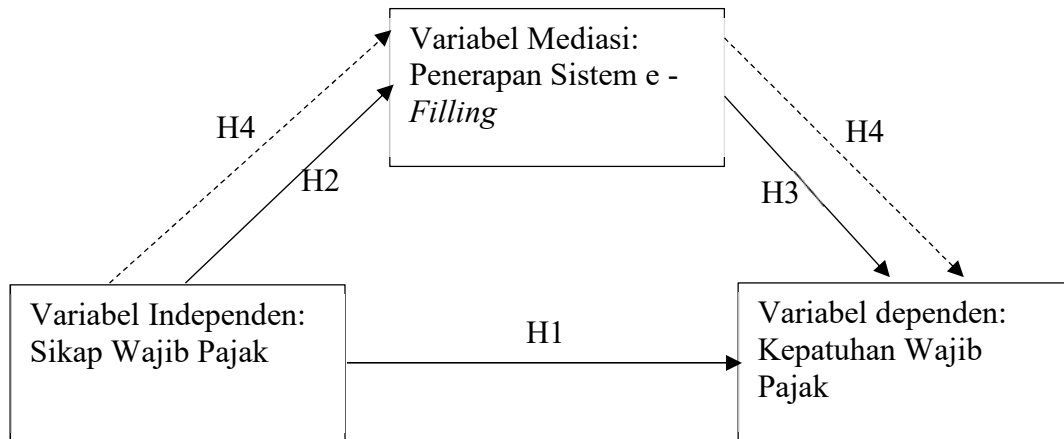 Variabel Mediasi:
Penerapan Sistem e -
Filling
H4
H4
H2
H3
Variabel Independen:
Sikap Wajib Pajak
H1
Variabel dependen:
Kepatuhan Wajib
Pajak